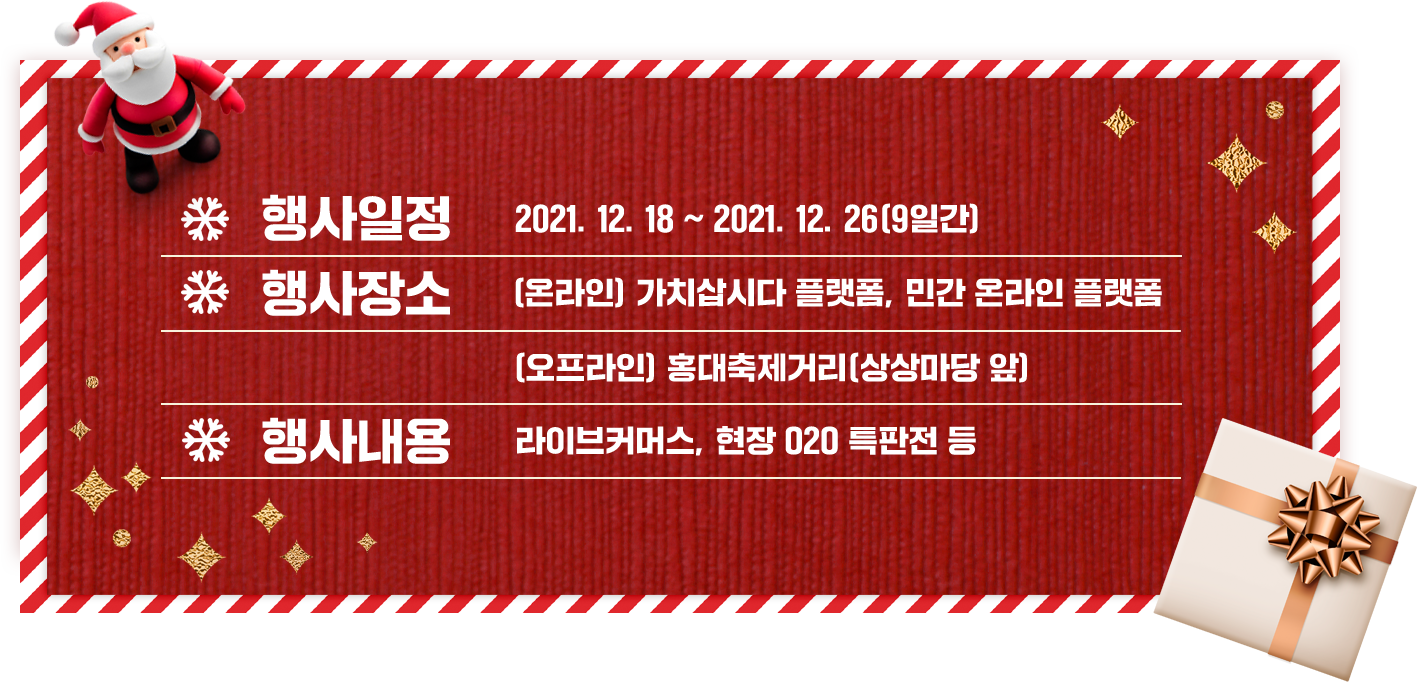 행사일정 2021. 12. 18 ~ 2021. 12. 26(9일간)
행사장소 (온라인) 가치삽시다 플랫폼, 민간 온라인 플랫폼
(오프라인) 홍대축제거리(상상마당 앞)
행사내용 라이브커머스, 현장 O2O 특판전 등